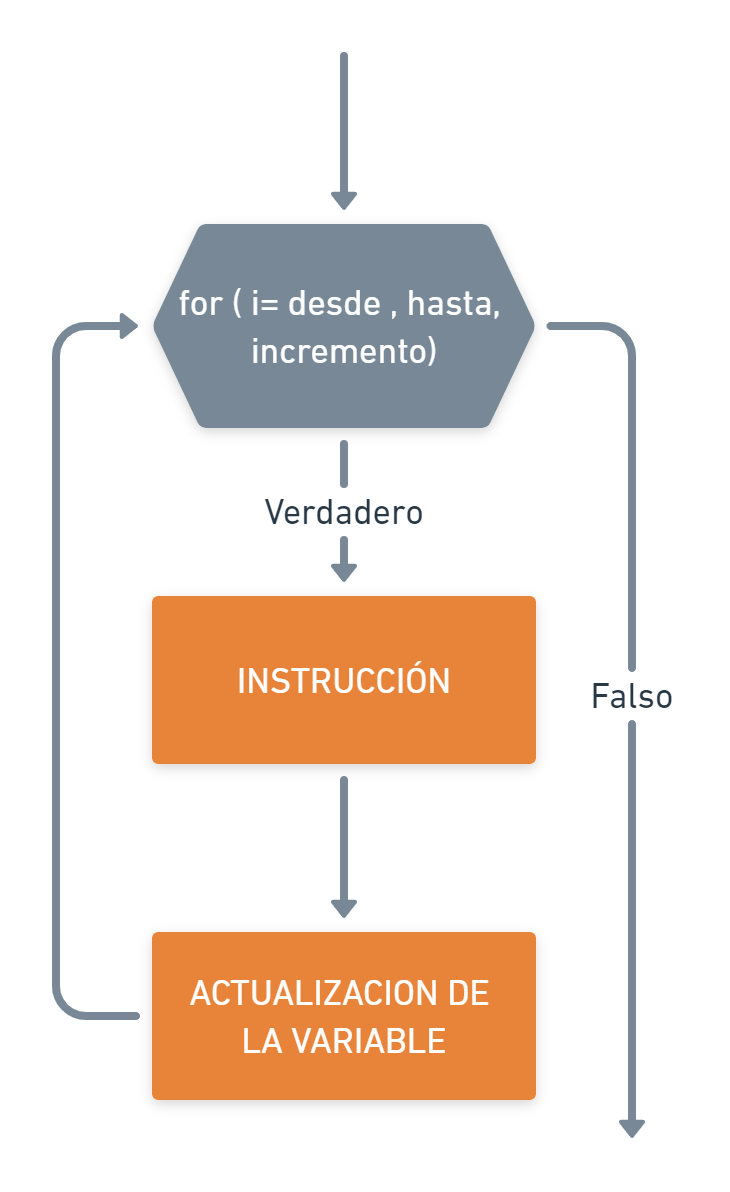 for ( i= desde , hasta,
incremento)
Verdadero
INSTRUCCIÓN
Falso
ACTUALIZACION DE
LA VARIABLE